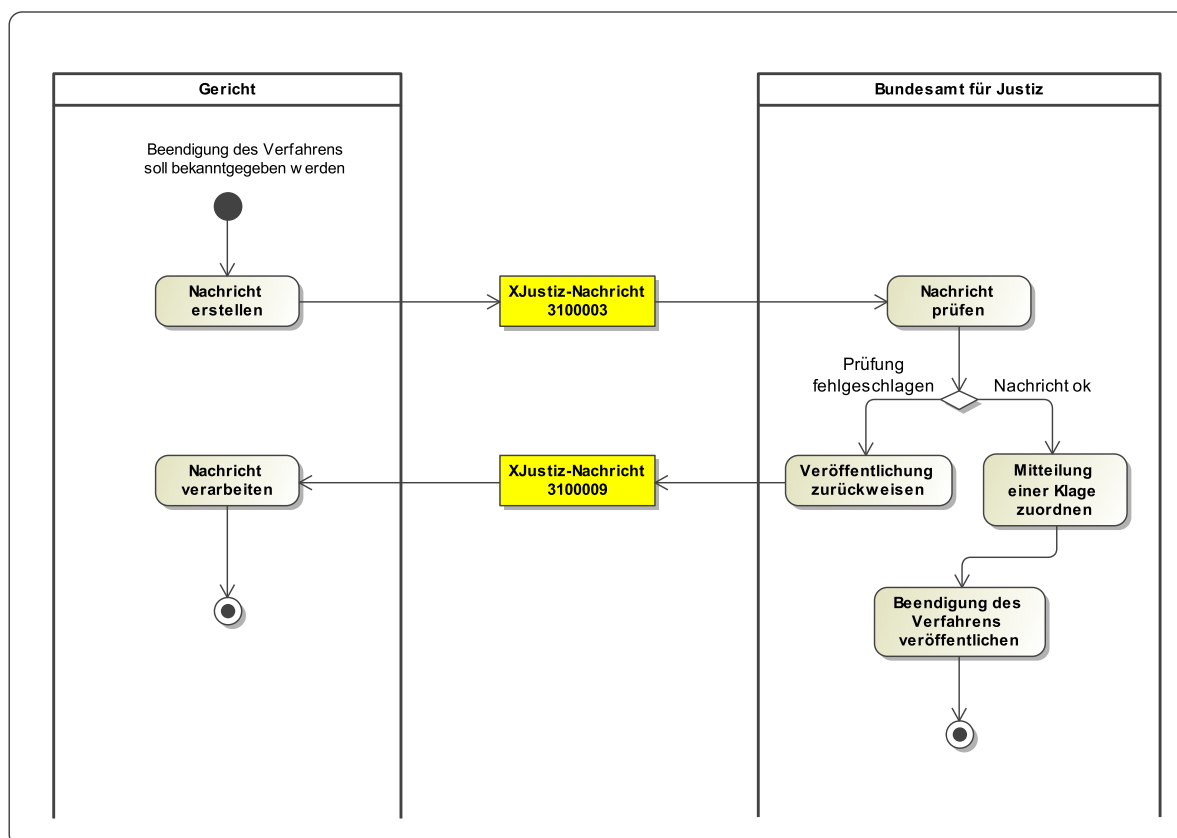 Gericht
Bundesamt für Justiz
Beendigung des Verfahrens
soll bekanntgegeben werden
Nachricht
erstellen
XJustiz-Nachricht
3100003
Nachricht
prüfen
Prüfung
fehlgeschlagen
Nachricht ok
Nachricht
verarbeiten
XJustiz-Nachricht
3100009
Veröffentlichung
zurückweisen
Mitteilung
einer Klage
zuordnen
Beendigung des
Verfahrens
veröffentlichen